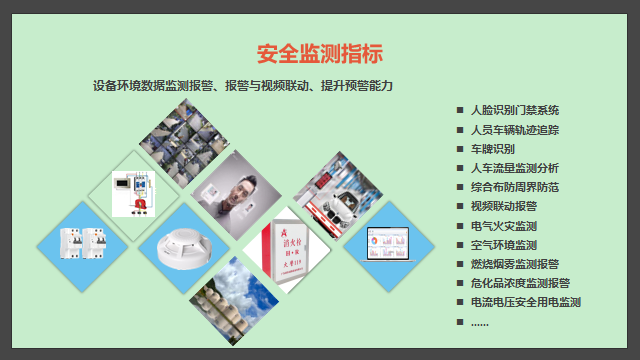 安全监测指标
设备环境数据监测报警、报警与视频联动、提升预警能力
■ 人脸识别门禁系统
■ 人员车辆轨迹追踪
■ 车牌识别
■ 人车流量监测分析
■ 综合布防周界防范
■ 视频联动报警
■ 电气火灾监测
■ 空气环境监测
■ 燃烧烟雾监测报警
■ 危化品浓度监测报警
■ 电流电压安全用电监测
■ ......
消火栓
火警119